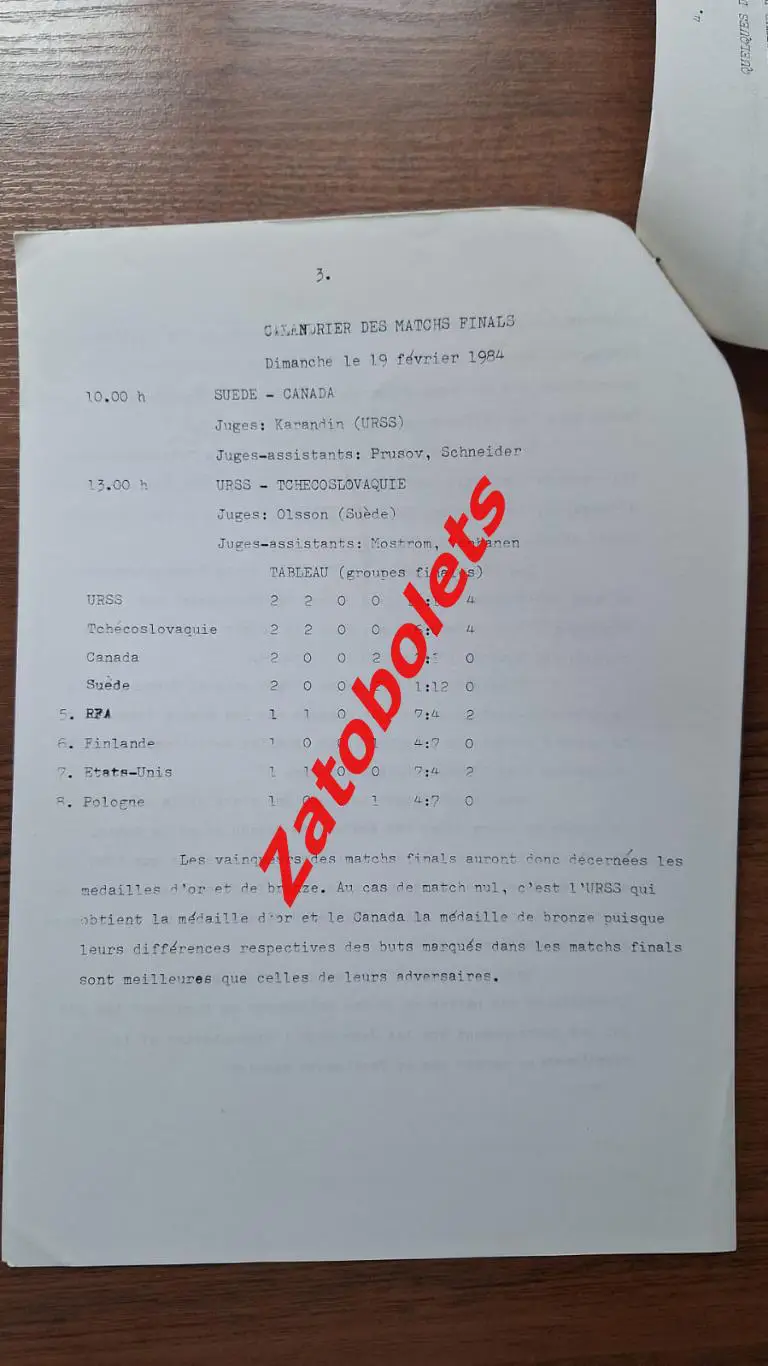 4.
QUELQUES
3.
CALANDRIER DES MATCHS FINALS
Dimanche le 19 février 1984
10.00 h SUEDE - CANADA
Juges: Karandin (URSS)
Juges-assistants: Prusov, Schneider
13.00 h URSS - TCHECOSLOVAQUIE
Juges: Olsson (Suède)
Juges-assistants: Mostrom,
TABLEAU (groupes finales)
URSS 2 2 0 0 4
Tchécoslovaquie 2 2 0 0 4
Canada 2 0 0 2 0
Suède 2 0 0 1:12 0
5. RFA 1 1 0 7:4 2
6. Finlande 1 0 1 4:7 0
7. Etats-Unis 1 1 0 0 7:4 2
8. Pologne 1 0 1 4:7 0
Les vainqueurs des matchs finals auront donc décernées les
medailles d'or et de bronze. Au cas de match nul, c'est l'URSS qui
obtient la médaille d'or et le Canada la médaille de bronze puisque
leurs différences respectives des buts marqués dans les matchs finals
sont meilleures que celles de leurs adversaires.
Zatobolets